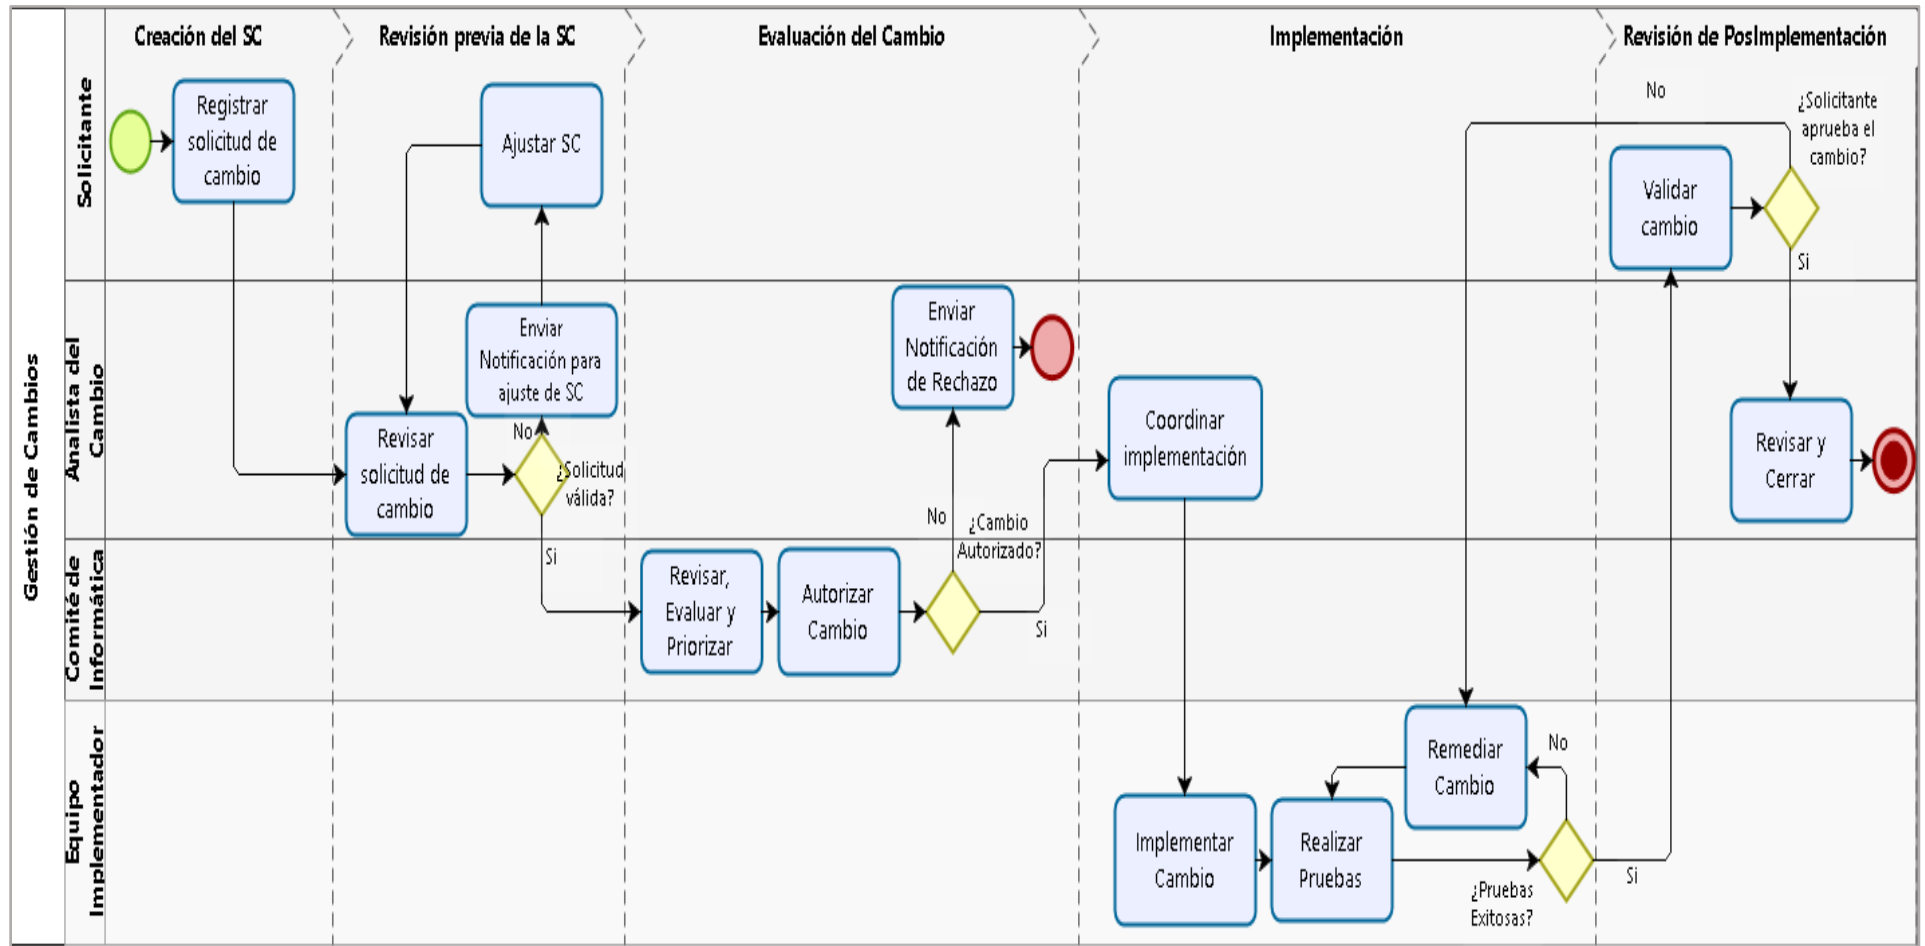 Creación del SC
Revisión previa de la SC
Evaluación del Cambio
Implementación
Revisión de PosImplementación
Gestión de Cambios
Solicitante
Registrar
solicitud de
cambio
Ajustar SC
No
¿Solicitante
aprueba el
cambio?
Validar
cambio
Si
Analista del
Cambio
Enviar
Notificación para
ajuste de SC
No
Revisar
solicitud de
cambio
¿Solicitud
válida?
Si
Enviar
Notificación
de Rechazo
No
¿Cambio
Autorizado?
Coordinar
implementación
Revisar y
Cerrar
Comité de
Informática
Revisar,
Evaluar y
Priorizar
Autorizar
Cambio
Si
Equipo
Implementador
Implementar
Cambio
Realizar
Pruebas
Remediar
Cambio
No
¿Pruebas
Exitosas?
Si